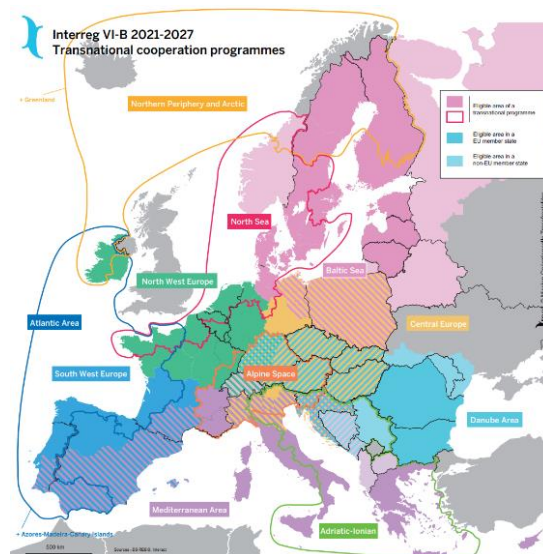 Interreg VI-B 2021-2027
Transnational cooperation programmes
+ Greenland
Northern Periphery and Arctic
Eligible area of a
transnational programme
Eligible area in a
EU member state
Eligible area in a
non-EU member state
North Sea
Baltic Sea
North West Europe
Atlantic Area
Central Europe
South West Europe
Alpine Space
Danube Area
Mediterranean Area
Adriatic-Ionian
+ Azores-Madeira-Canary Islands
500 km